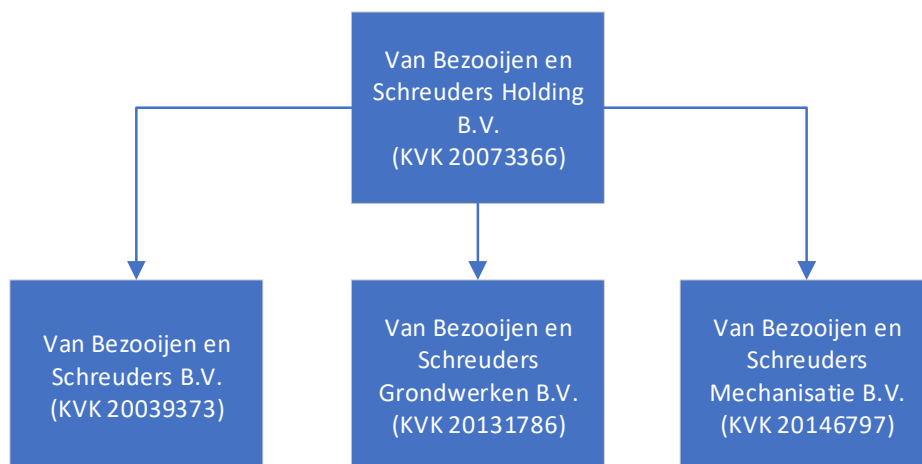 Van Bezooijen en
Schreuders Holding
B.V.
(KVK 20073366)
Van Bezooijen en
Schreuders B.V.
(KVK 20039373)
Van Bezooijen en
Schreuders
Grondwerken B.V.
(KVK 20131786)
Van Bezooijen en
Schreuders
Mechanisatie B.V.
(KVK 20146797)